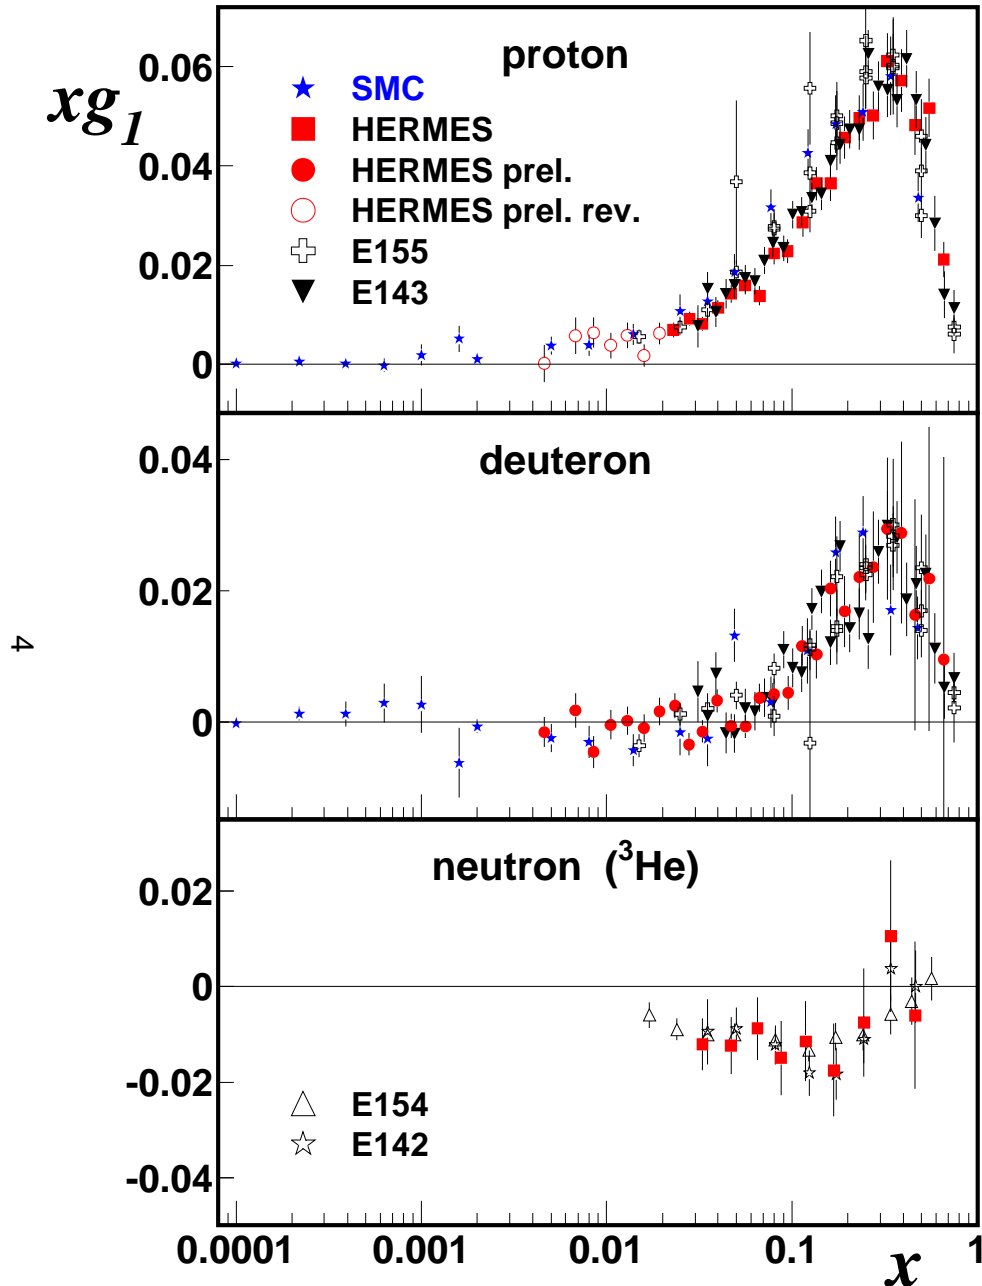 proton
xg1
0.06
0.04
0.02
0
SMC
HERMES
HERMES prel.
HERMES prel. rev.
E155
E143
deuteron
0.04
0.02
0
4
neutron (³He)
0.02
0
-0.02
-0.04
E154
E142
0.0001 0.001 0.01 0.1 1
x